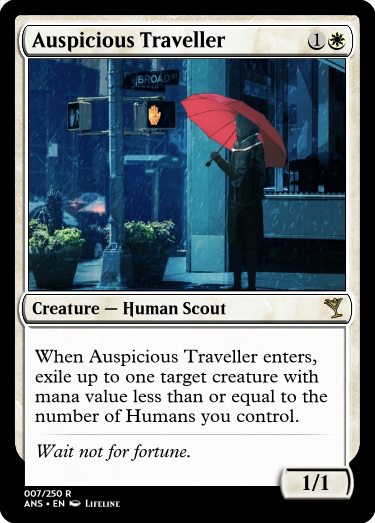 Auspicious Traveller 1
BROAD
Creature — Human Scout
When Auspicious Traveller enters,
exile up to one target creature with
mana value less than or equal to the
number of Humans you control.
Wait not for fortune.
1/1
007/250 R
ANS • EN Lifeline